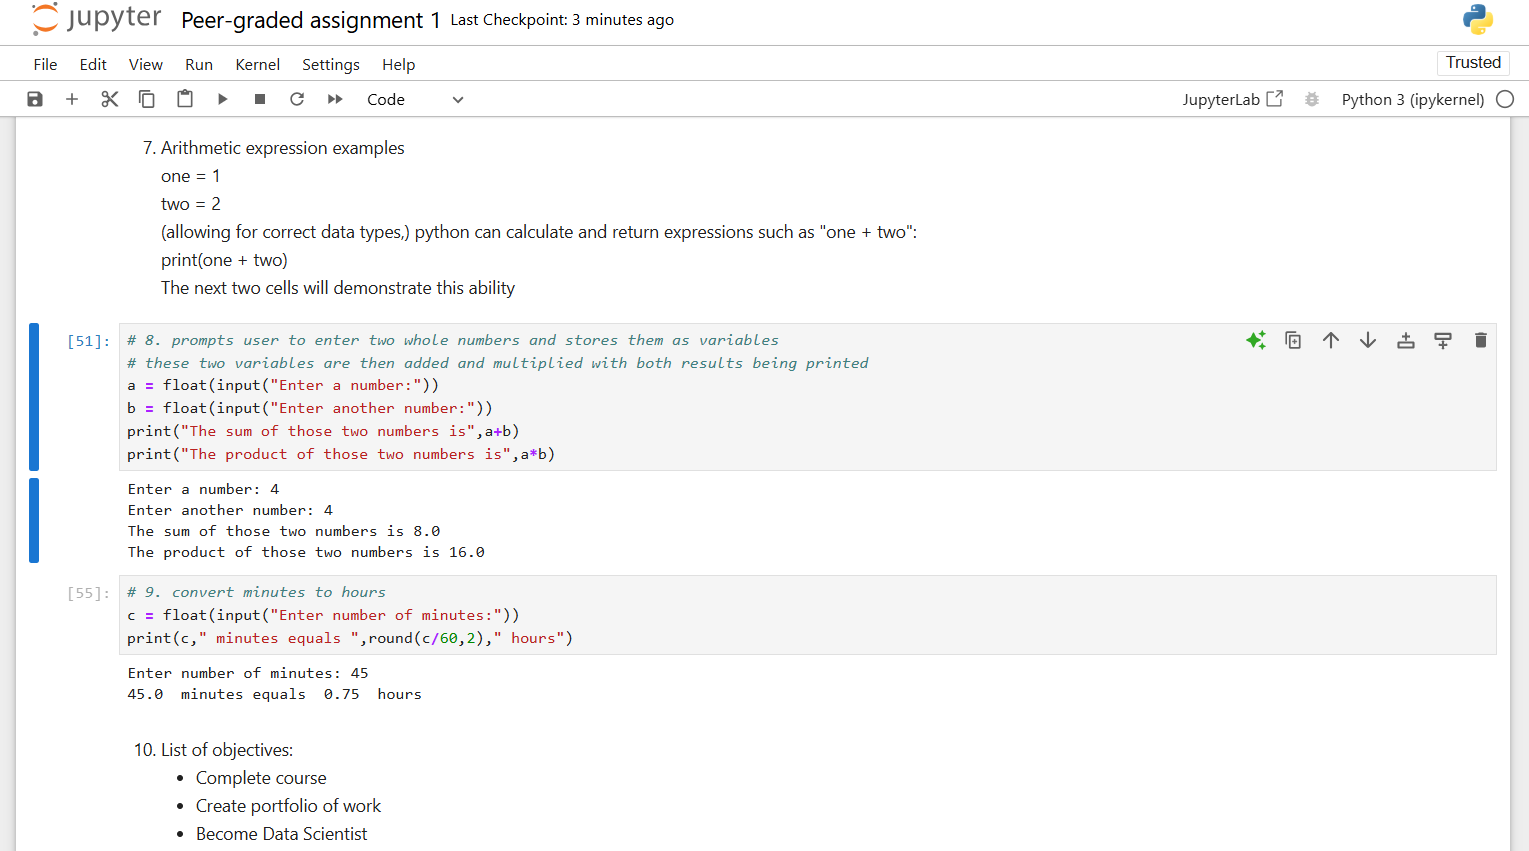 jupyter Peer-graded assignment 1 Last Checkpoint: 3 minutes ago
File Edit View Run Kernel Settings Help Trusted
Code JupyterLab Python 3 (ipykernel)
7. Arithmetic expression examples
one = 1
two = 2
(allowing for correct data types,) python can calculate and return expressions such as "one + two":
print(one + two)
The next two cells will demonstrate this ability
[51]: # 8. prompts user to enter two whole numbers and stores them as variables
# these two variables are then added and multiplied with both results being printed
a = float(input("Enter a number:"))
b = float(input("Enter another number:"))
print("The sum of those two numbers is",a+b)
print("The product of those two numbers is",a*b)
Enter a number: 4
Enter another number: 4
The sum of those two numbers is 8.0
The product of those two numbers is 16.0
[55]: # 9. convert minutes to hours
c = float(input("Enter number of minutes:"))
print(c," minutes equals ",round(c/60,2)," hours")
Enter number of minutes: 45
45.0  minutes equals  0.75  hours
10. List of objectives:
• Complete course
• Create portfolio of work
• Become Data Scientist